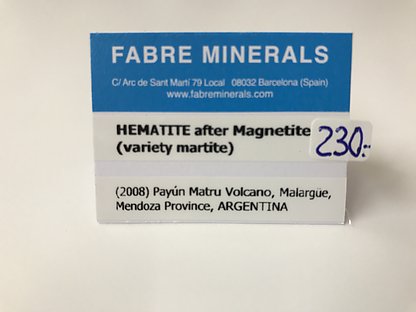 FABRE MINERALS
C/ Arc de Sant Martí 79 Local 08032 Barcelona (Spain)
www.fabreminerals.com
HEMATITE after Magnetite
(variety martite)
230:-
(2008) Payún Matru Volcano, Malargüe,
Mendoza Province, ARGENTINA